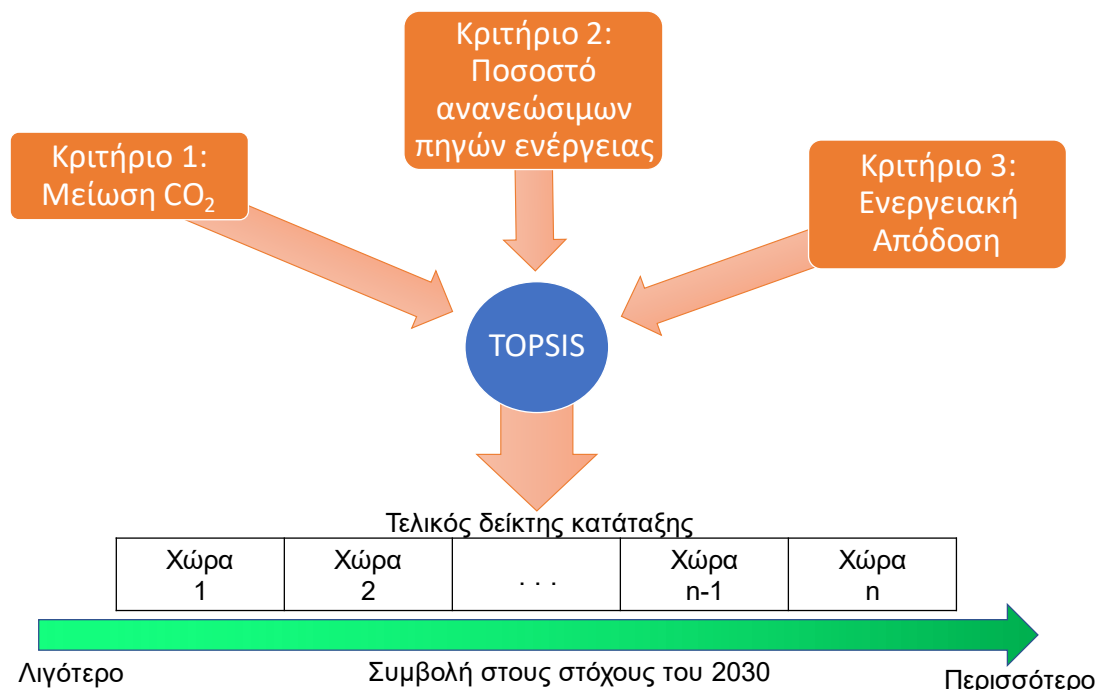 Κριτήριο 1:
Μείωση CO₂
Κριτήριο 2:
Ποσοστό
ανανεώσιμων
πηγών ενέργειας
Κριτήριο 3:
Ενεργειακή
Απόδοση
TOPSIS
Τελικός δείκτης κατάταξης
Χώρα
1
Χώρα
2
. . .
Χώρα
n-1
Χώρα
n
Λιγότερο
Συμβολή στους στόχους του 2030
Περισσότερο